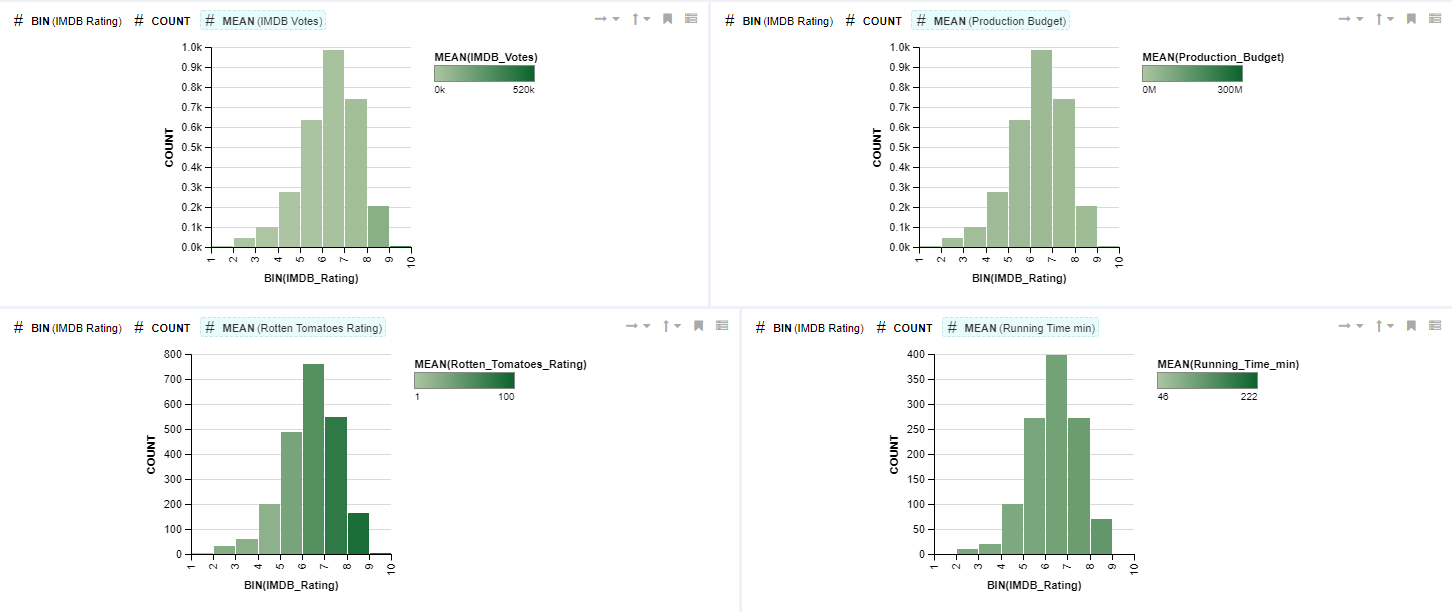 # BIN (IMDB Rating) # COUNT # MEAN (IMDB Votes)
1.0k
0.9k
0.8k
0.7k
0.6k
0.5k
0.4k
0.3k
0.2k
0.1k
0.0k
COUNT
1 2 3 4 5 6 7 8 9 10
BIN(IMDB_Rating)
MEAN(IMDB_Votes)
0k 520k
# BIN (IMDB Rating) # COUNT # MEAN (Production Budget)
1.0k
0.9k
0.8k
0.7k
0.6k
0.5k
0.4k
0.3k
0.2k
0.1k
0.0k
COUNT
1 2 3 4 5 6 7 8 9 10
BIN(IMDB_Rating)
MEAN(Production_Budget)
0M 300M
# BIN (IMDB Rating) # COUNT # MEAN (Rotten Tomatoes Rating)
800
700
600
500
400
300
200
100
0
COUNT
1 2 3 4 5 6 7 8 9 10
BIN(IMDB_Rating)
MEAN(Rotten_Tomatoes_Rating)
1 100
# BIN (IMDB Rating) # COUNT # MEAN (Running Time min)
400
350
300
250
200
150
100
50
0
COUNT
1 2 3 4 5 6 7 8 9 10
BIN(IMDB_Rating)
MEAN(Running_Time_min)
46 222